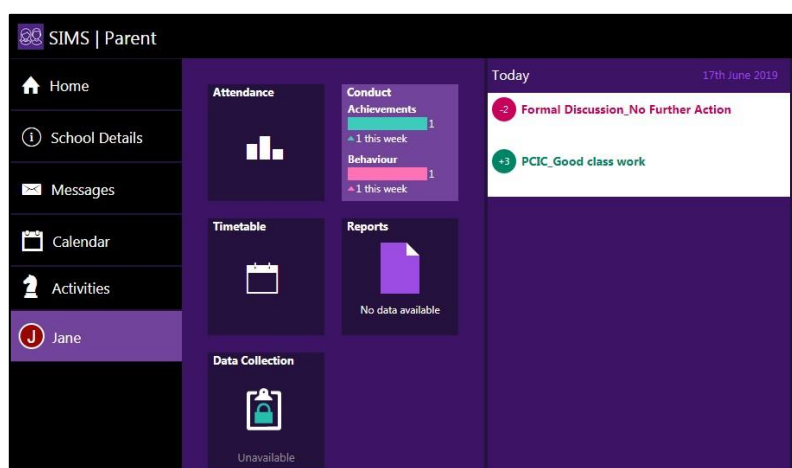 SIMS | Parent
Home
School Details
Messages
Calendar
Activities
J Jane
Attendance
Conduct
Achievements
1
1 this week
Behaviour
1
1 this week
Timetable
Reports
No data available
Data Collection
Unavailable
Today 17th June 2019
-2 Formal Discussion_No Further Action
+3 PCIC_Good class work